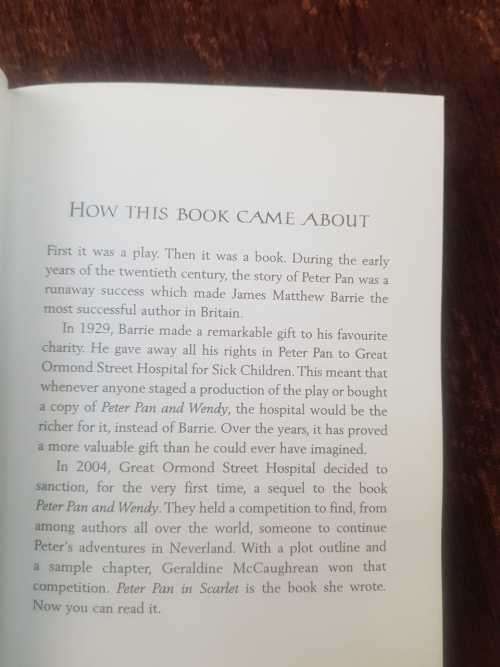 HOW THIS BOOK CAME ABOUT
First it was a play. Then it was a book. During the early
years of the twentieth century, the story of Peter Pan was a
runaway success which made James Matthew Barrie the
most successful author in Britain.
In 1929, Barrie made a remarkable gift to his favourite
charity. He gave away all his rights in Peter Pan to Great
Ormond Street Hospital for Sick Children. This meant that
whenever anyone staged a production of the play or bought
a copy of Peter Pan and Wendy, the hospital would be the
richer for it, instead of Barrie. Over the years, it has proved
a more valuable gift than he could ever have imagined.
In 2004, Great Ormond Street Hospital decided to
sanction, for the very first time, a sequel to the book
Peter Pan and Wendy. They held a competition to find, from
among authors all over the world, someone to continue
Peter's adventures in Neverland. With a plot outline and
a sample chapter, Geraldine McCaughrean won that
competition. Peter Pan in Scarlet is the book she wrote.
Now you can read it.